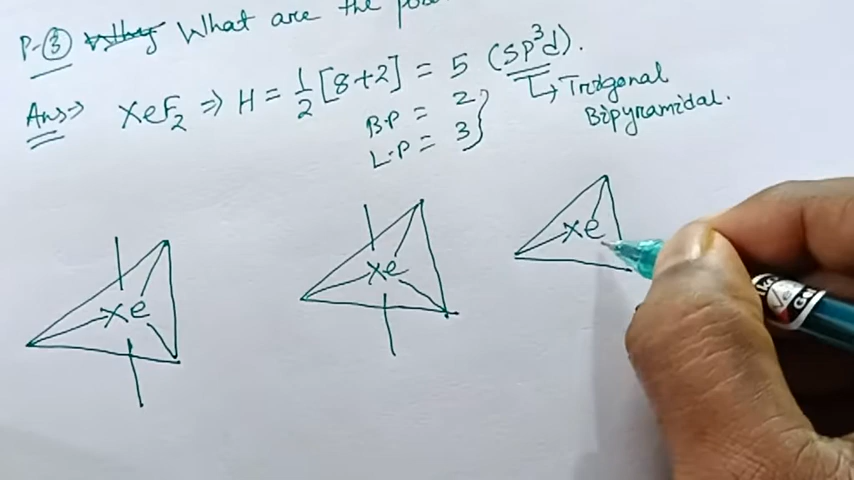 P-③ What are the
Ans→ XeF₂ ⇒ H = 1/2 [8+2] = 5 (SP³d).
B.P = 2
L.P = 3
Trigonal
Bipyramidal.
Xe Xe Xe